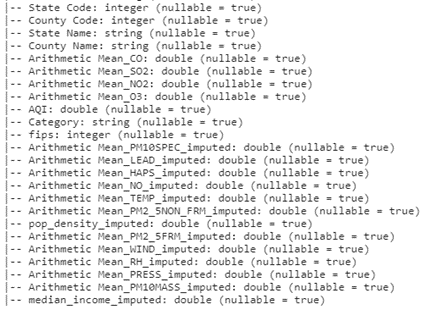 |-- State Code: integer (nullable = true)
|-- County Code: integer (nullable = true)
|-- State Name: string (nullable = true)
|-- County Name: string (nullable = true)
|-- Arithmetic Mean_CO: double (nullable = true)
|-- Arithmetic Mean_SO2: double (nullable = true)
|-- Arithmetic Mean_NO2: double (nullable = true)
|-- Arithmetic Mean_O3: double (nullable = true)
|-- AQI: double (nullable = true)
|-- Category: string (nullable = true)
|-- fips: integer (nullable = true)
|-- Arithmetic Mean_PM10SPEC_imputed: double (nullable = true)
|-- Arithmetic Mean_LEAD_imputed: double (nullable = true)
|-- Arithmetic Mean_HAPS_imputed: double (nullable = true)
|-- Arithmetic Mean_NO_imputed: double (nullable = true)
|-- Arithmetic Mean_TEMP_imputed: double (nullable = true)
|-- Arithmetic Mean_PM2_5NON_FRM_imputed: double (nullable = true)
|-- pop_density_imputed: double (nullable = true)
|-- Arithmetic Mean_PM2_5FRM_imputed: double (nullable = true)
|-- Arithmetic Mean_WIND_imputed: double (nullable = true)
|-- Arithmetic Mean_RH_imputed: double (nullable = true)
|-- Arithmetic Mean_PRESS_imputed: double (nullable = true)
|-- Arithmetic Mean_PM10MASS_imputed: double (nullable = true)
|-- median_income_imputed: double (nullable = true)